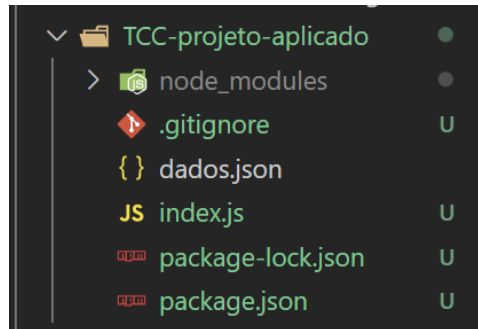 TCC-projeto-aplicado
node_modules
.gitignore U
{ } dados.json
JS index.js U
package-lock.json U
package.json U